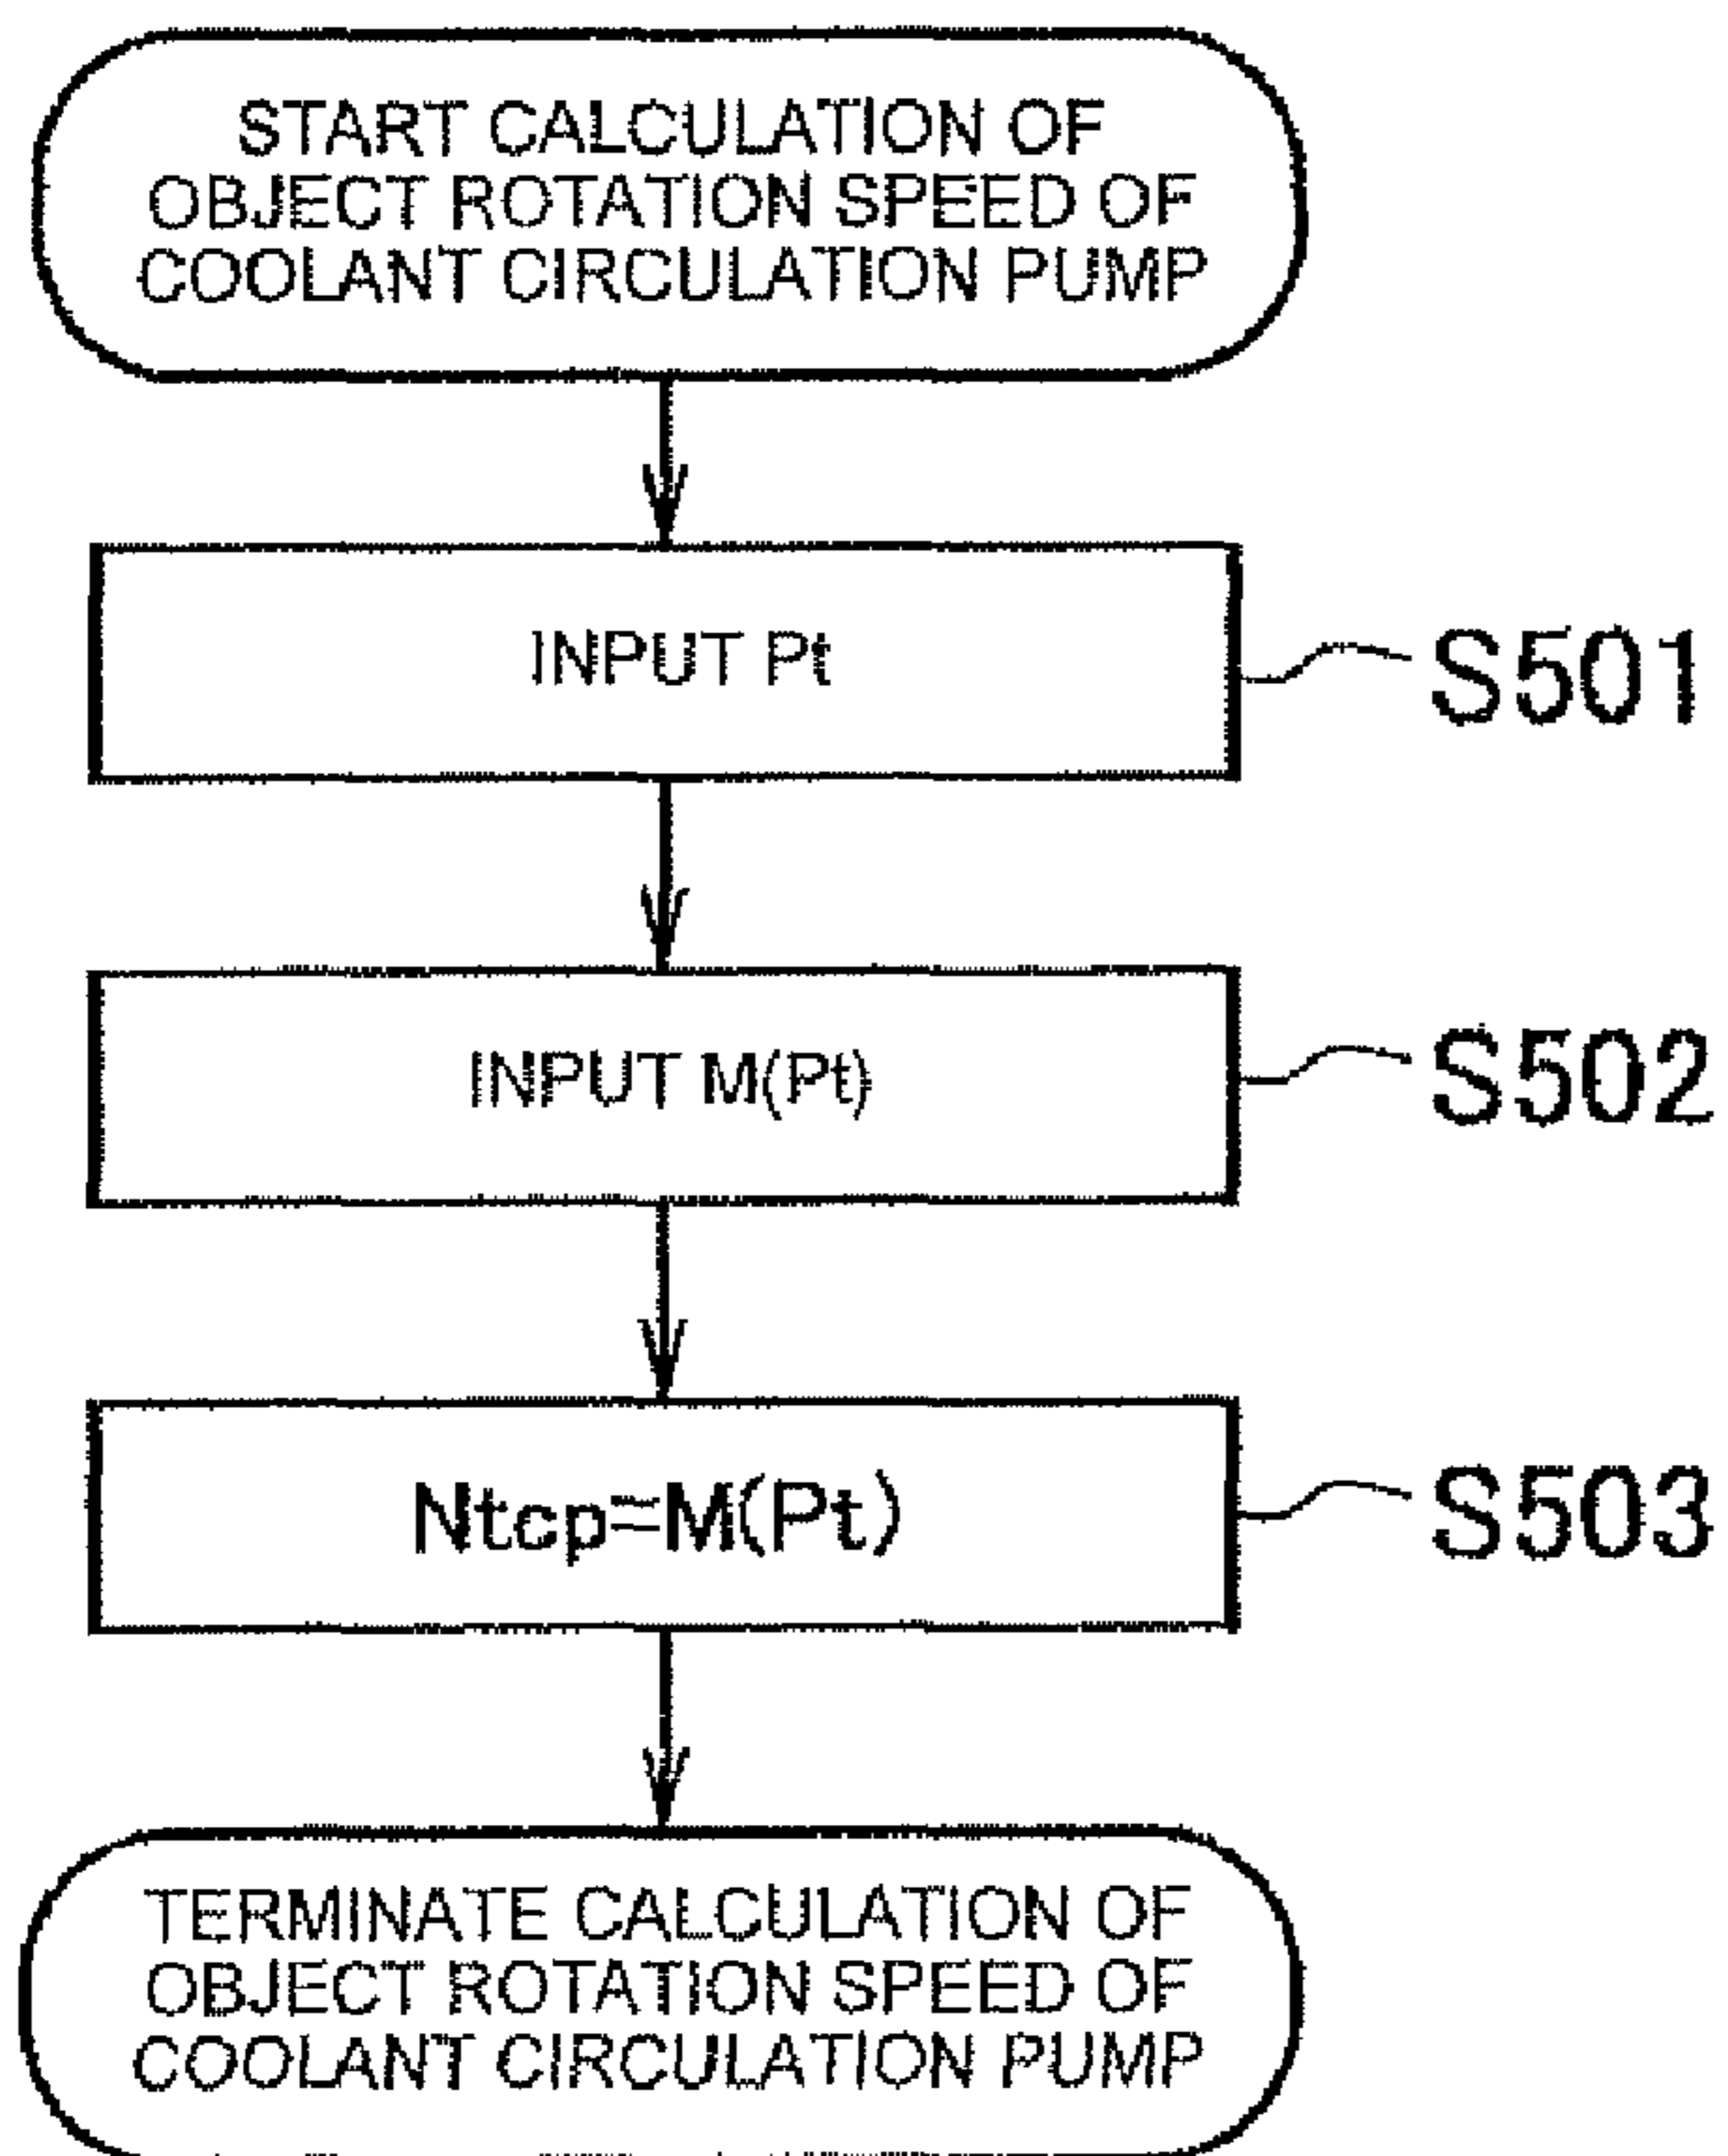 START CALCULATION OF
OBJECT ROTATION SPEED OF
COOLANT CIRCULATION PUMP
INPUT Pt
S501
INPUT M(Pt)
S502
Ntcp=M(Pt)
S503
TERMINATE CALCULATION OF
OBJECT ROTATION SPEED OF
COOLANT CIRCULATION PUMP